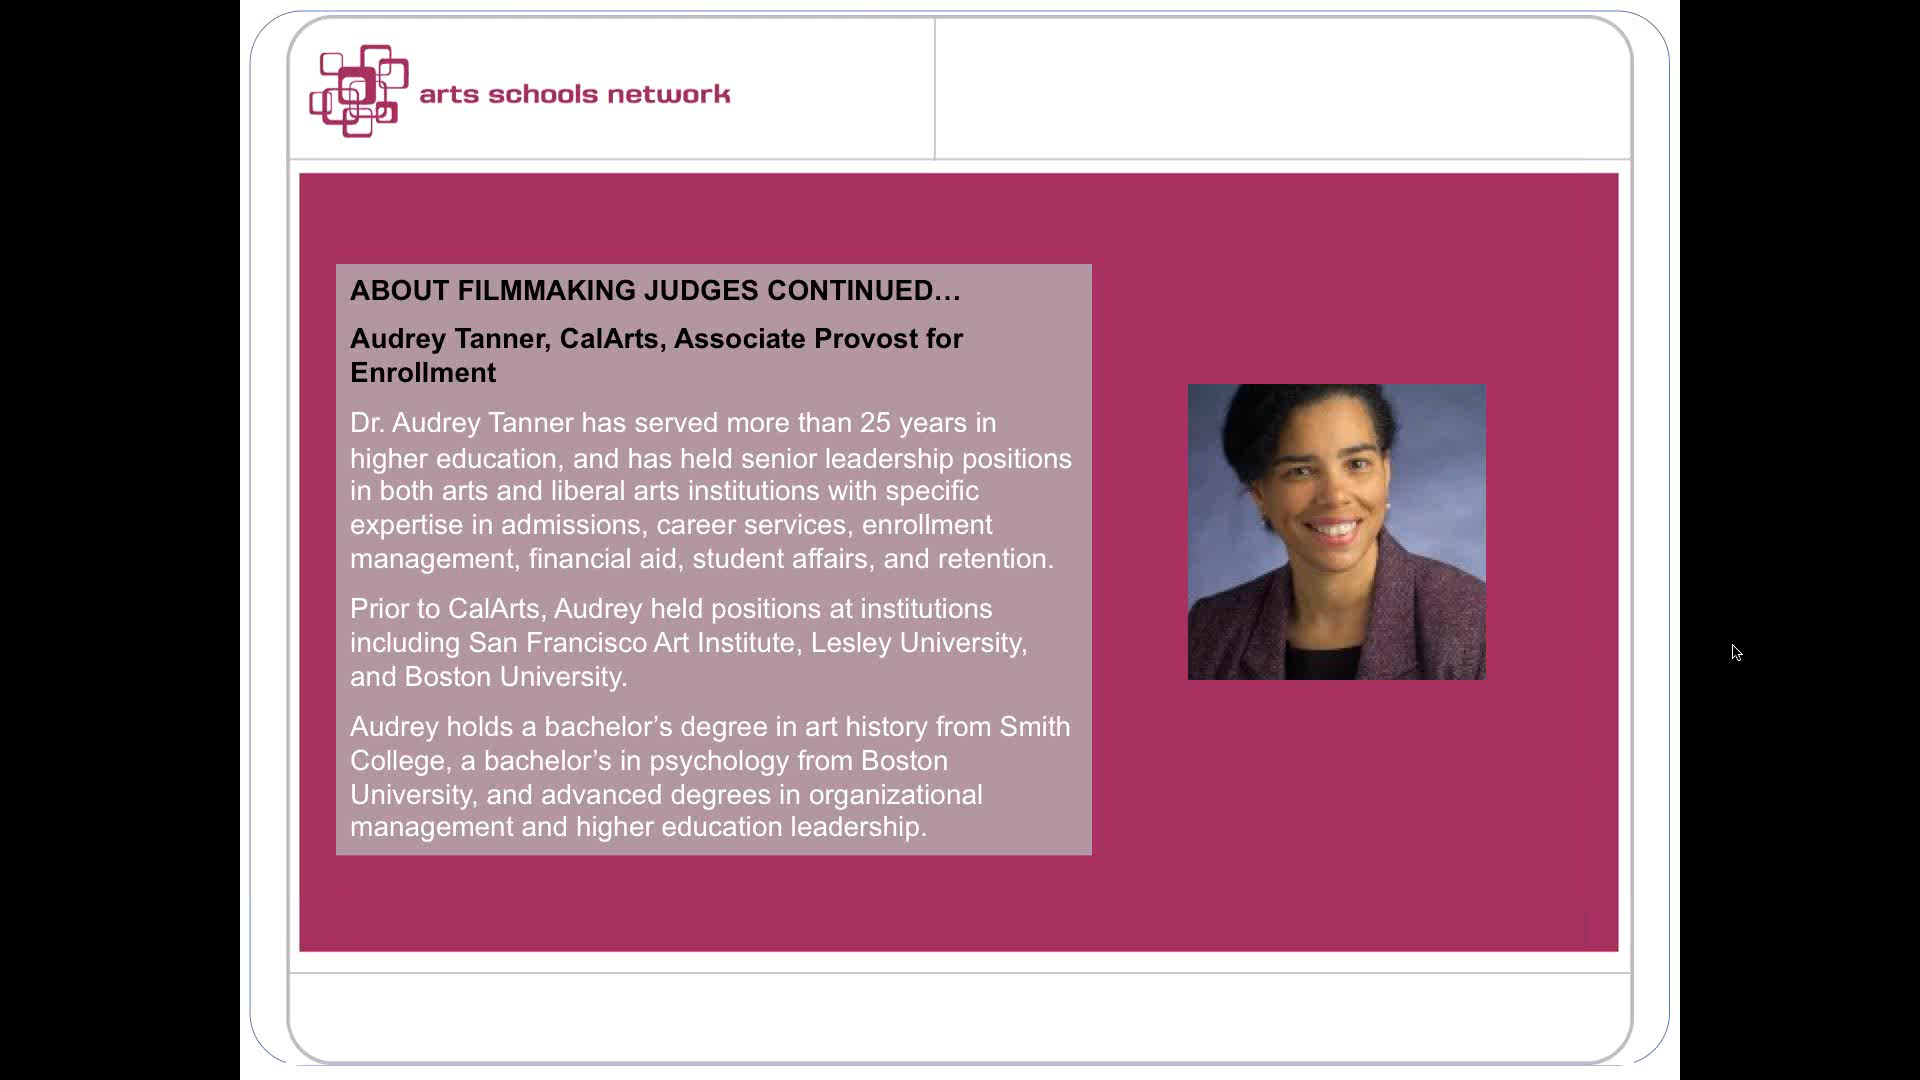 arts schools network
ABOUT FILMMAKING JUDGES CONTINUED…
Audrey Tanner, CalArts, Associate Provost for
Enrollment
Dr. Audrey Tanner has served more than 25 years in
higher education, and has held senior leadership positions
in both arts and liberal arts institutions with specific
expertise in admissions, career services, enrollment
management, financial aid, student affairs, and retention.
Prior to CalArts, Audrey held positions at institutions
including San Francisco Art Institute, Lesley University,
and Boston University.
Audrey holds a bachelor’s degree in art history from Smith
College, a bachelor’s in psychology from Boston
University, and advanced degrees in organizational
management and higher education leadership.